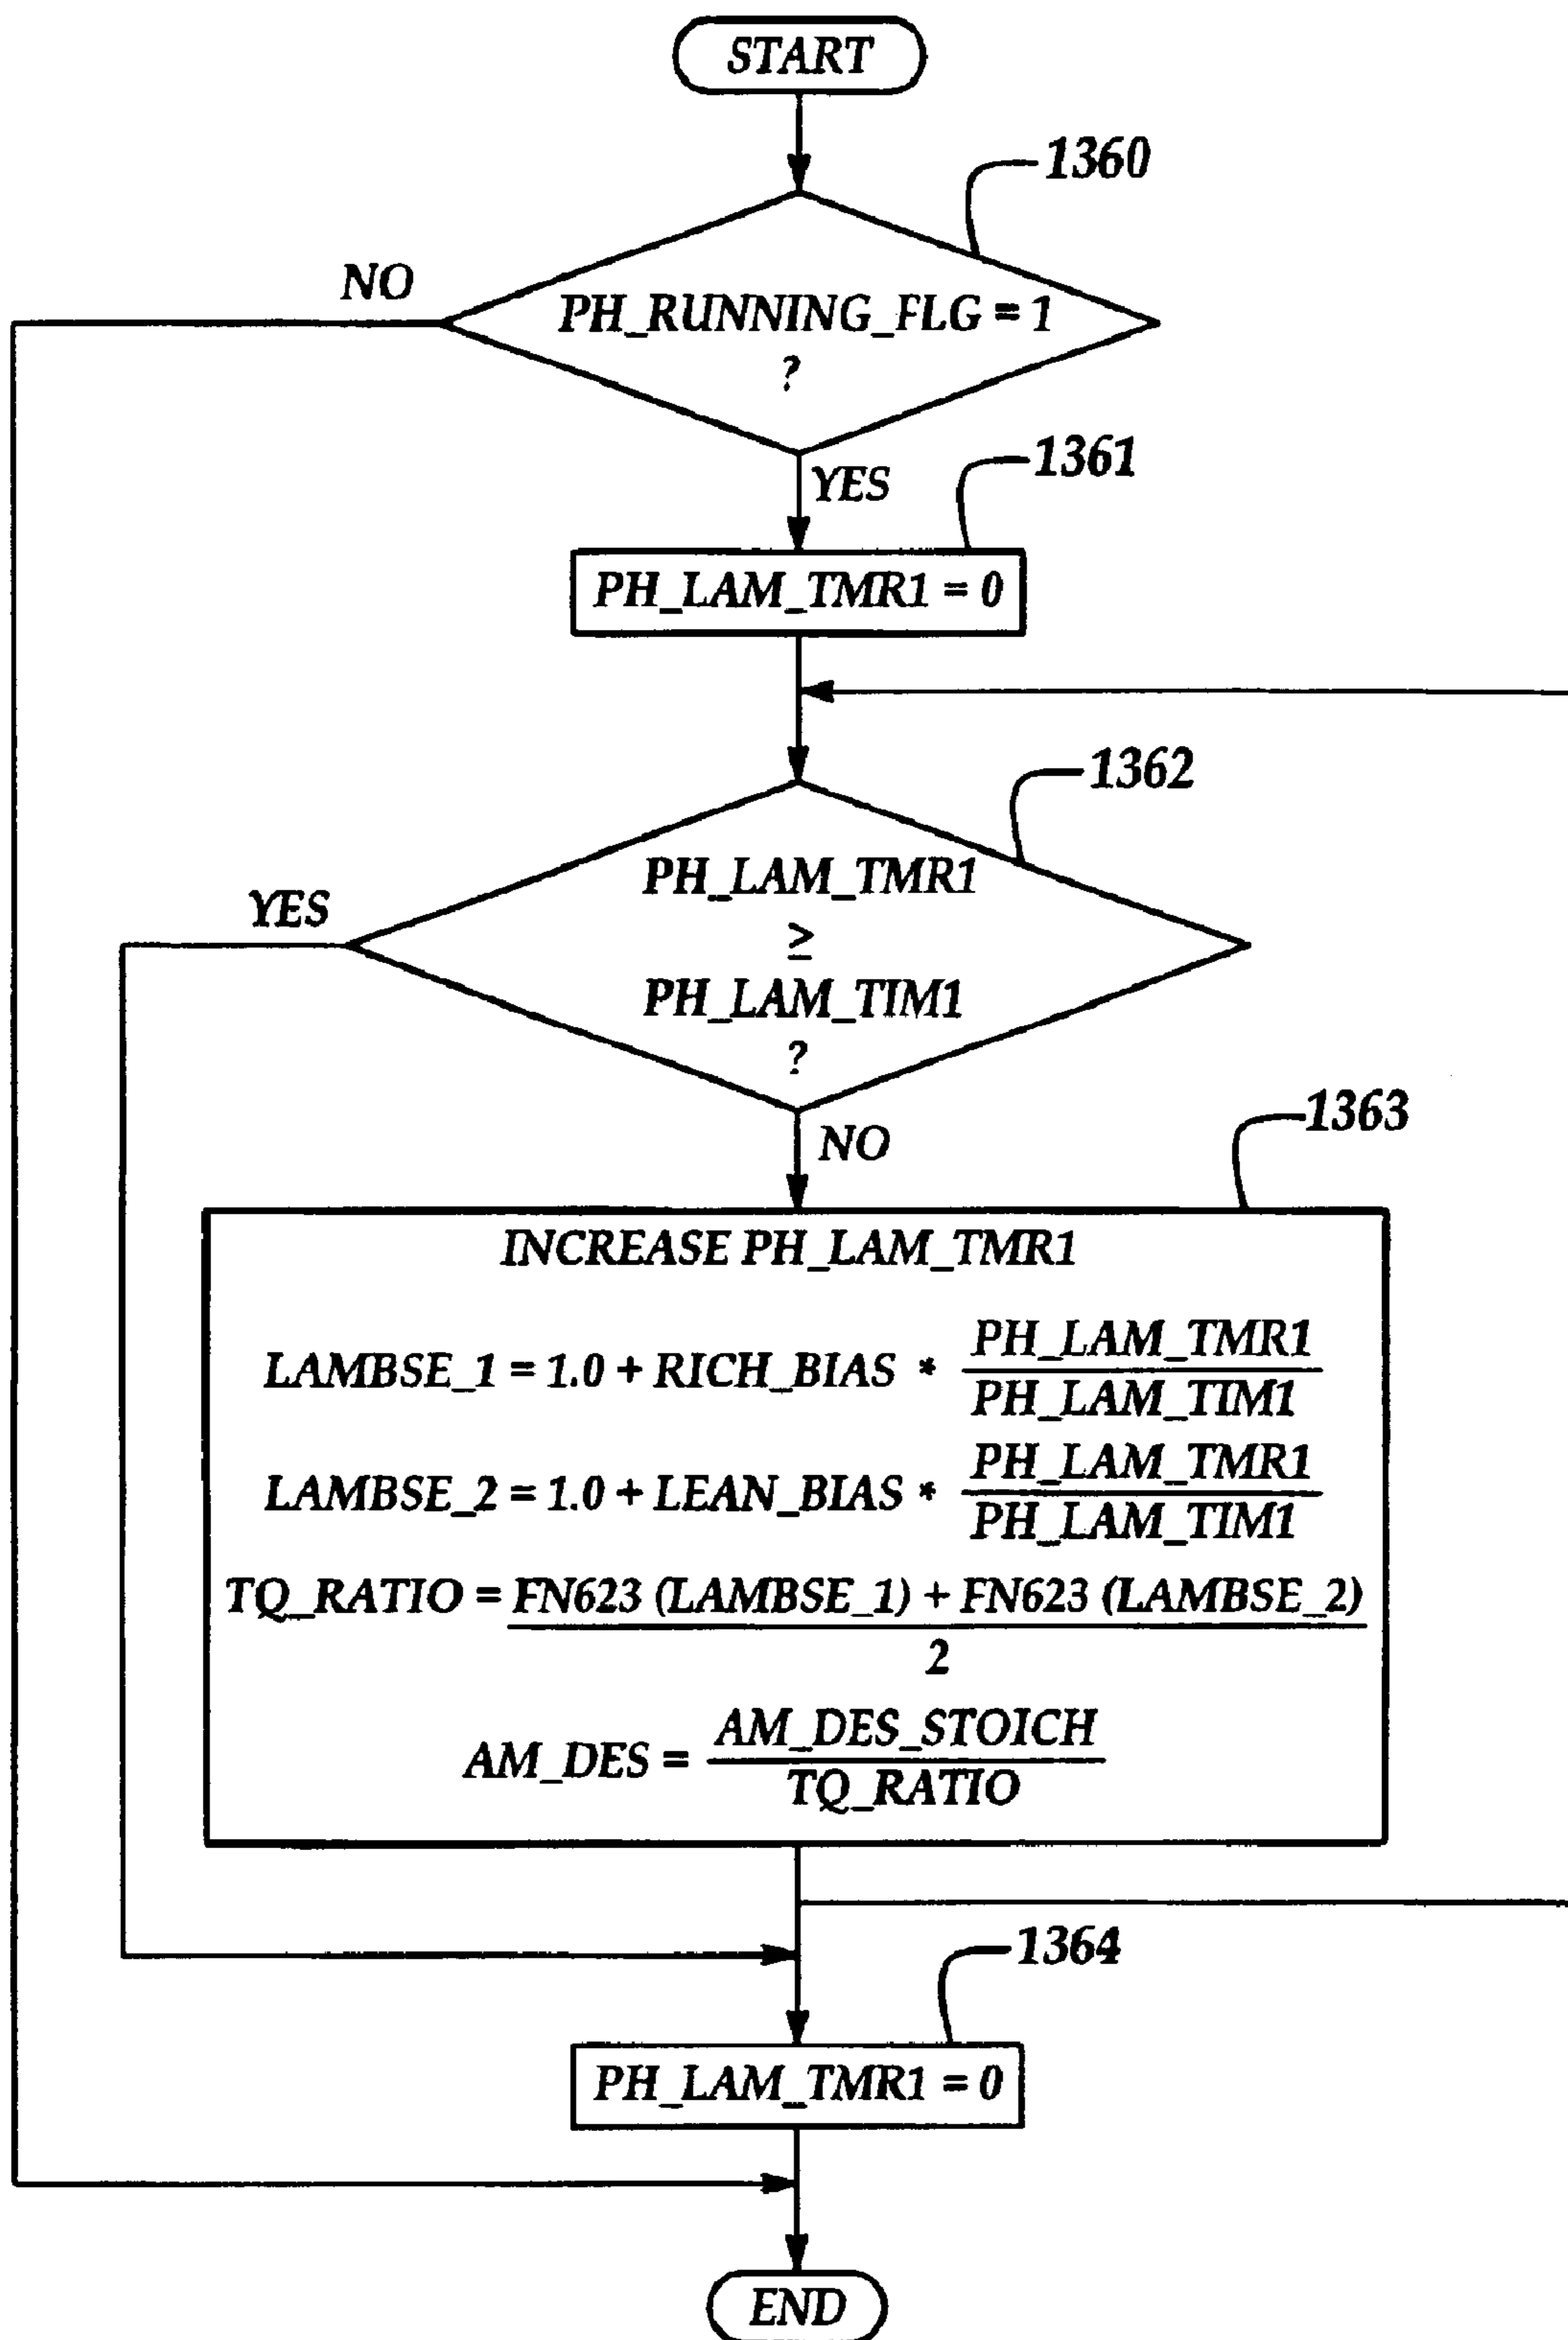 START
1360
NO
PH_RUNNING_FLG = 1
?
1361
YES
PH_LAM_TMR1 = 0
1362
YES
PH_LAM_TMR1
≥
PH_LAM_TIM1
?
1363
NO
INCREASE PH_LAM_TMR1
LAMBSE_1 = 1.0 + RICH_BIAS * PH_LAM_TMR1
PH_LAM_TIM1
LAMBSE_2 = 1.0 + LEAN_BIAS * PH_LAM_TMR1
PH_LAM_TIM1
TQ_RATIO = FN623 (LAMBSE_1) + FN623 (LAMBSE_2)
2
AM_DES = AM_DES_STOICH
TQ_RATIO
1364
PH_LAM_TMR1 = 0
END